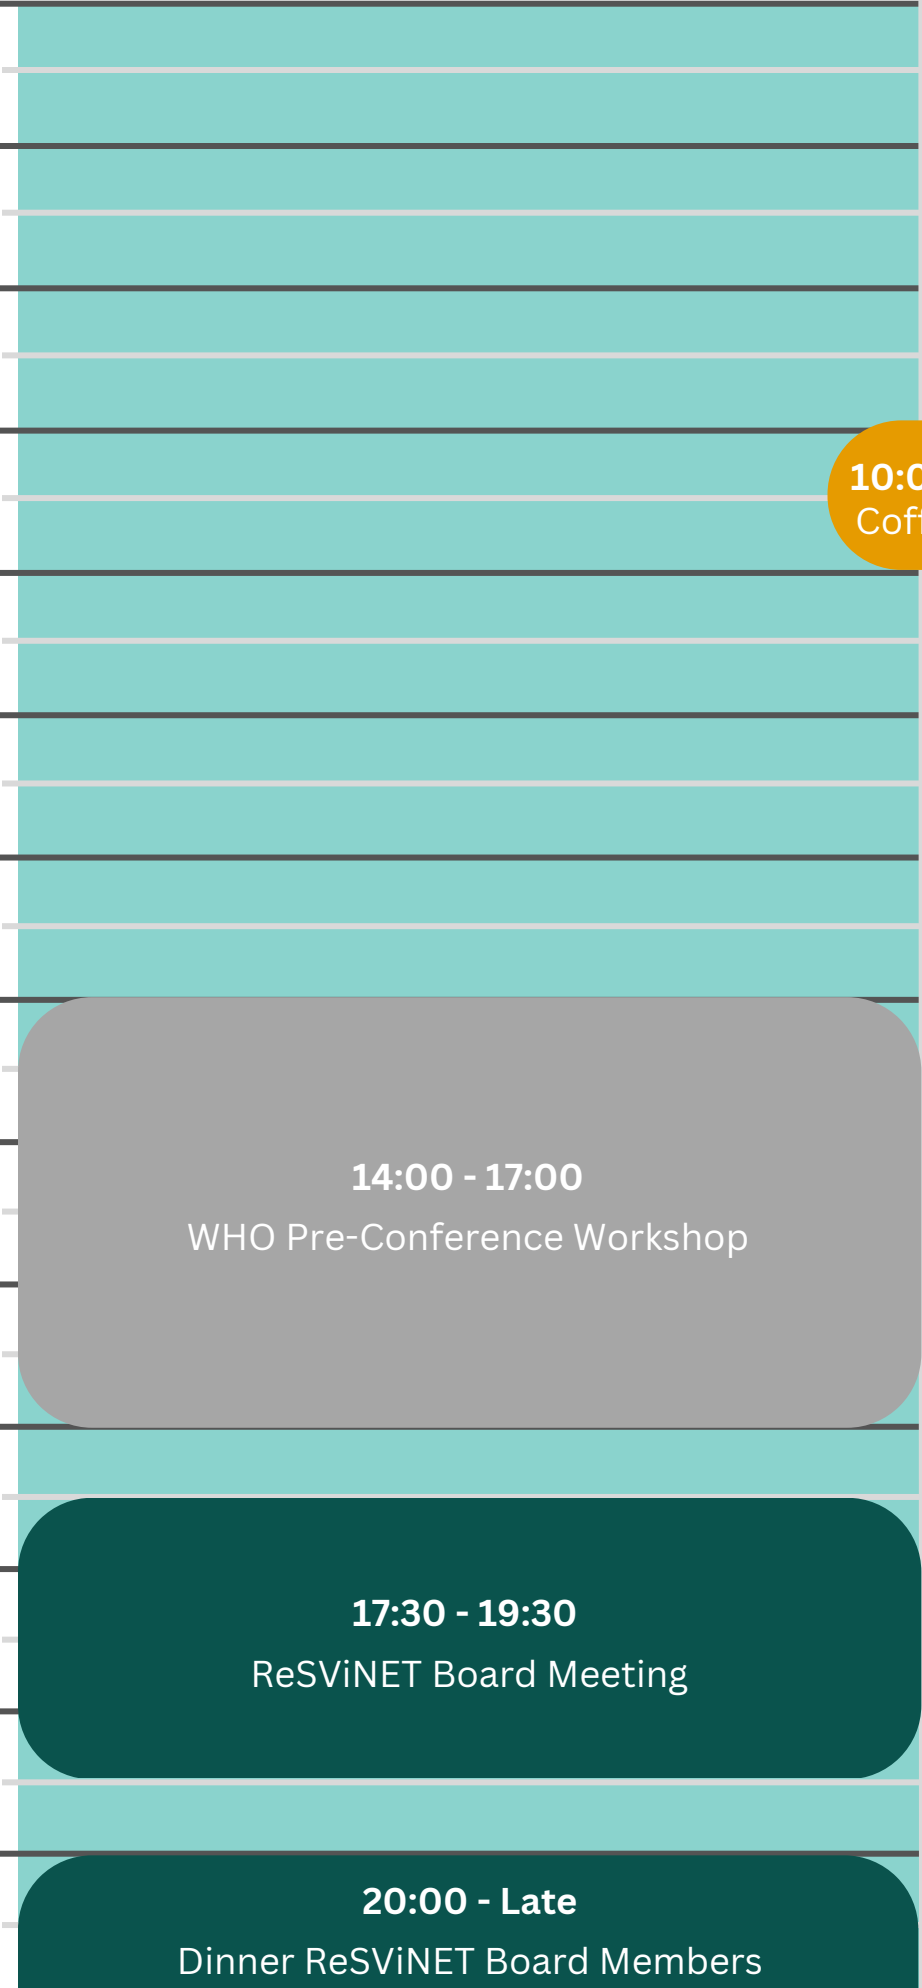 14:00 - 17:00
WHO Pre-Conference Workshop
17:30 - 19:30
ReSViNET Board Meeting
20:00 - Late
Dinner ReSViNET Board Members